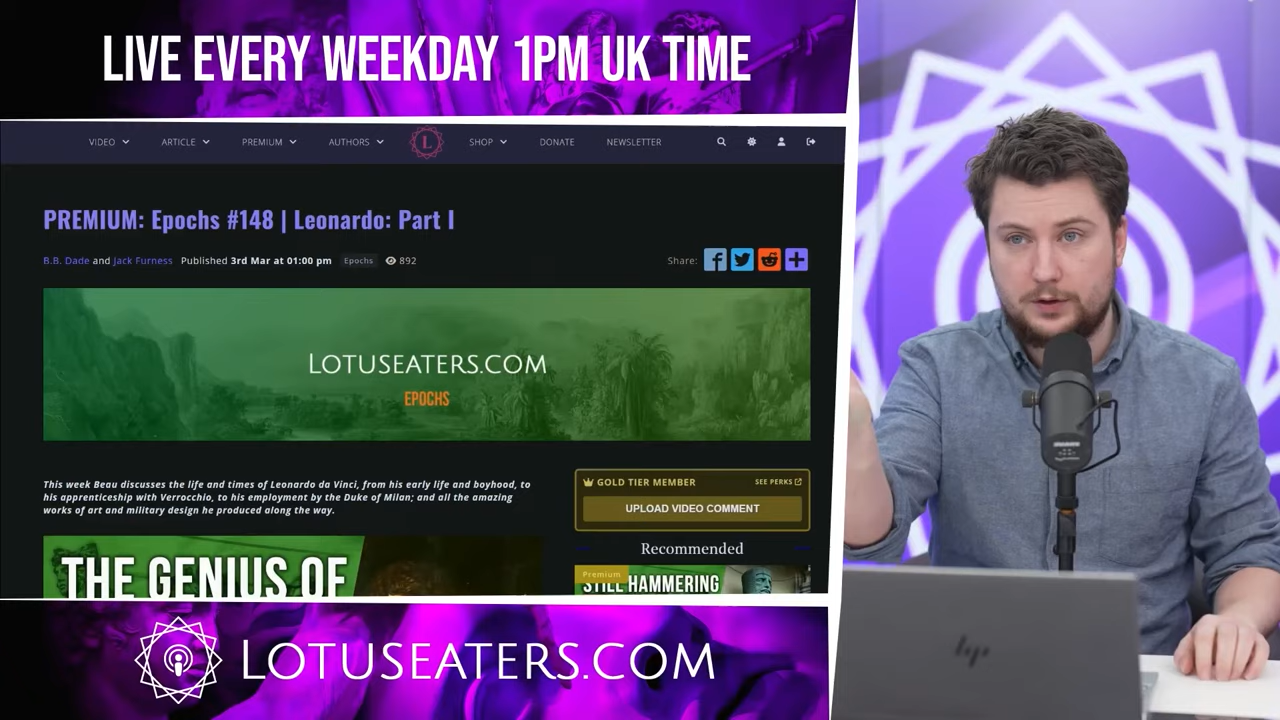 LIVE EVERY WEEKDAY 1PM UK TIME
VIDEO ARTICLE PREMIUM AUTHORS L SHOP DONATE NEWSLETTER
PREMIUM: Epochs #148 | Leonardo: Part I
B.B. Dade and Jack Furness Published 3rd Mar at 01:00 pm Epochs 892 Share:
LOTUSEATERS.COM
EPOCHS
This week Beau discusses the life and times of Leonardo da Vinci, from his early life and boyhood, to
his apprenticeship with Verrocchio, to his employment by the Duke of Milan; and all the amazing
works of art and military design he produced along the way.
GOLD TIER MEMBER SEE PERKS
UPLOAD VIDEO COMMENT
Recommended
THE GENIUS OF
Premium
STILL HAMMERING
LOTUSEATERS.COM
hp